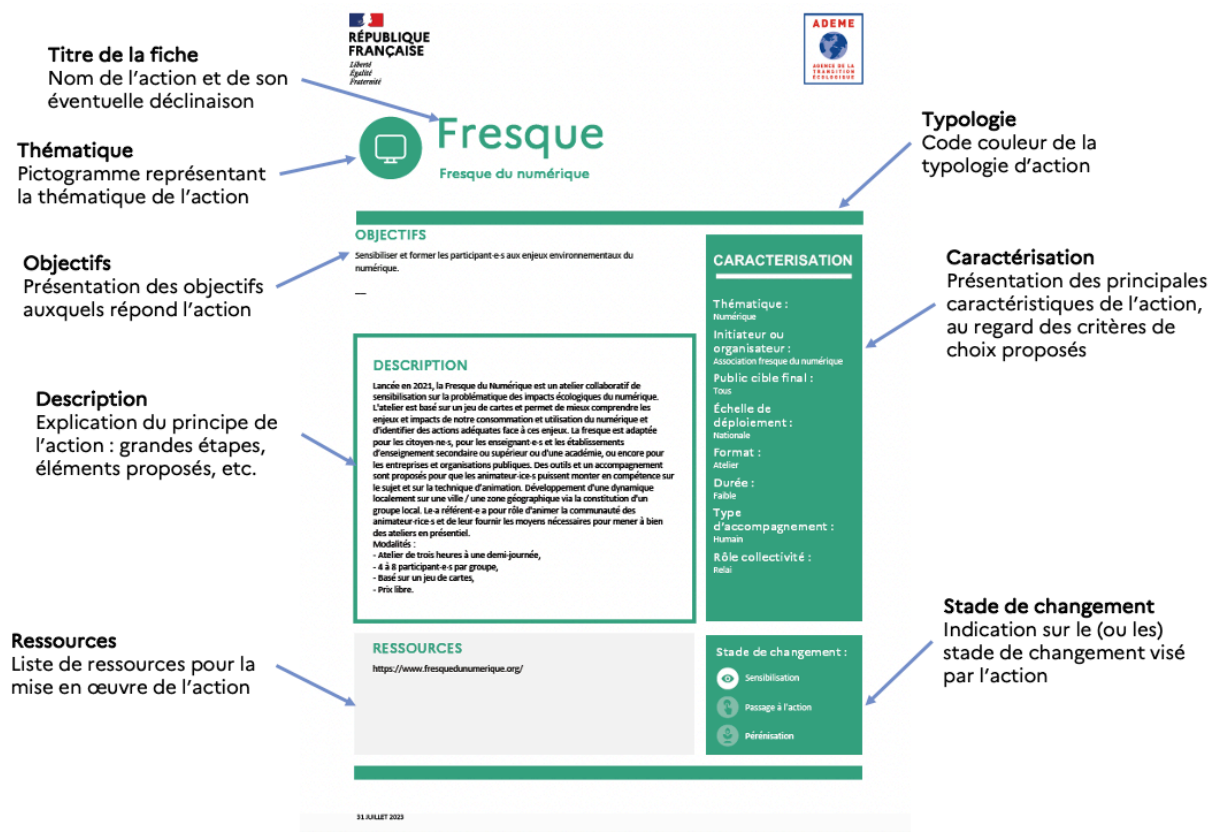 RÉPUBLIQUE
FRANÇAISE
Liberté
Égalité
Fraternité
ADEME
AGENCE DE LA
TRANSITION
ÉCOLOGIQUE
Titre de la fiche
Nom de l'action et de son
éventuelle déclinaison
Thématique
Pictogramme représentant
la thématique de l'action
Objectifs
Présentation des objectifs
auxquels répond l'action
Description
Explication du principe de
l'action : grandes étapes,
éléments proposés, etc.
Ressources
Liste de ressources pour la
mise en œuvre de l'action
Fresque
Fresque du numérique
OBJECTIFS
Sensibiliser et former les participant·e·s aux enjeux environnementaux du
numérique.
—
DESCRIPTION
Lancée en 2021, la Fresque du Numérique est un atelier collaboratif de
sensibilisation sur la problématique des impacts écologiques du numérique.
L'atelier est basé sur un jeu de cartes et permet de mieux comprendre les
enjeux et impacts de notre consommation et utilisation du numérique et
d'identifier des actions adéquates face à ces enjeux. La fresque est adaptée
pour les citoyen·ne·s, pour les enseignant·e·s et les établissements
d'enseignement secondaire ou supérieur ou d'une académie, ou encore pour
les entreprises et organisations publiques. Des outils et un accompagnement
sont proposés pour que les animateur·ice·s puissent monter en compétence sur
le sujet et sur la technique d'animation. Développement d'une dynamique
localement sur une ville / une zone géographique via la constitution d'un
groupe local. Le·a référent·e a pour rôle d'animer la communauté des
animateur·rice·s et de leur fournir les moyens nécessaires pour mener à bien
des ateliers en présentiel.
Modalités :
- Atelier de trois heures à une demi-journée,
- 4 à 8 participant·e·s par groupe,
- Basé sur un jeu de cartes,
- Prix libre.
RESSOURCES
https://www.fresquedunumerique.org/
CARACTERISATION
Thématique :
Numérique
Initiateur ou
organisateur :
Association fresque du numérique
Public cible final :
Tous
Échelle de
déploiement :
Nationale
Format :
Atelier
Durée :
Faible
Type
d'accompagnement :
Humain
Rôle collectivité :
Relai
Stade de changement :
Sensibilisation
Passage à l'action
Pérénisation
31 JUILLET 2023
Typologie
Code couleur de la
typologie d'action
Caractérisation
Présentation des principales
caractéristiques de l'action,
au regard des critères de
choix proposés
Stade de changement
Indication sur le (ou les)
stade de changement visé
par l'action